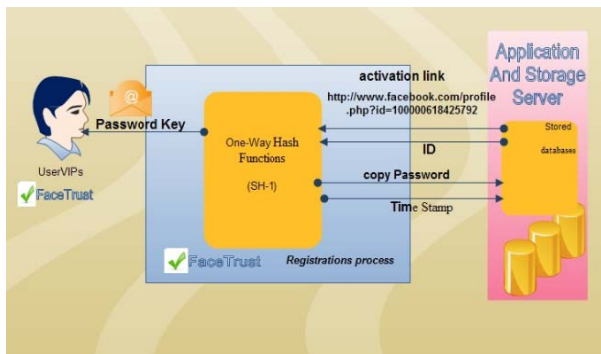 Application
And Storage
Server
activation link
http://www.facebook.com/profile
.php?id=100000618425792
Password Key
One-Way Hash
Functions
(SH-1)
Stored
databases
ID
copy Password
Time Stamp
UserVIPs
FaceTrust
FaceTrust
Registrations process